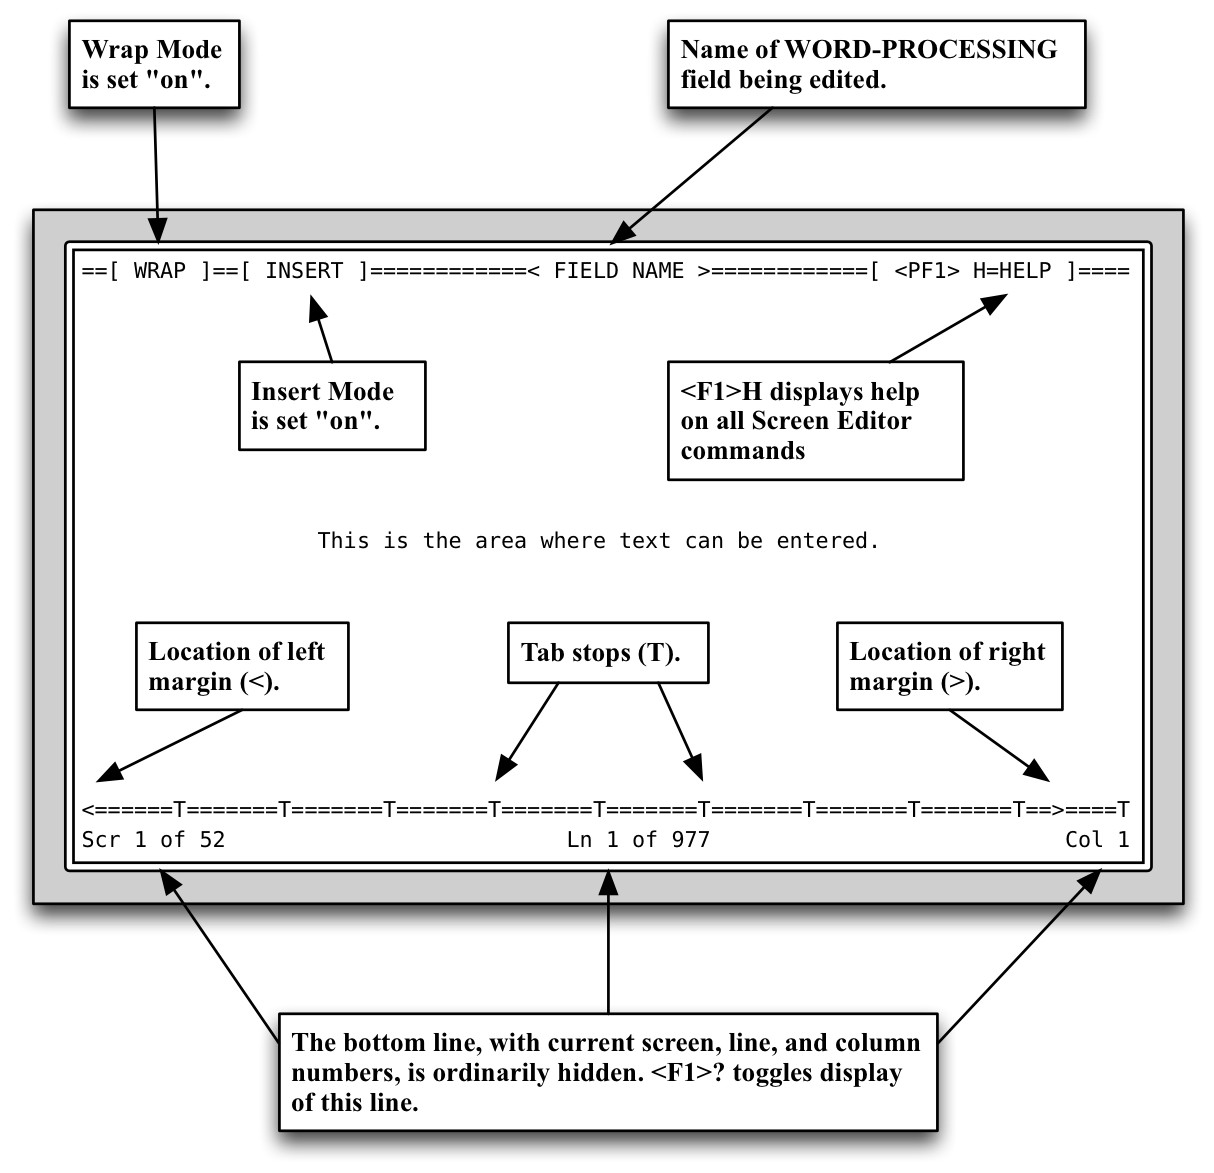 Wrap Mode
is set "on".
Name of WORD-PROCESSING
field being edited.
==[ WRAP ]==[ INSERT ]============< FIELD NAME >============[ <PF1> H=HELP ]====
Insert Mode
is set "on".
<F1>H displays help
on all Screen Editor
commands
This is the area where text can be entered.
Location of left
margin (<).
Tab stops (T).
Location of right
margin (>).
<======T=======T=======T=======T=======T=======T=======T=======T=======T==>====T
Scr 1 of 52 Ln 1 of 977 Col 1
The bottom line, with current screen, line, and column
numbers, is ordinarily hidden. <F1>? toggles display
of this line.